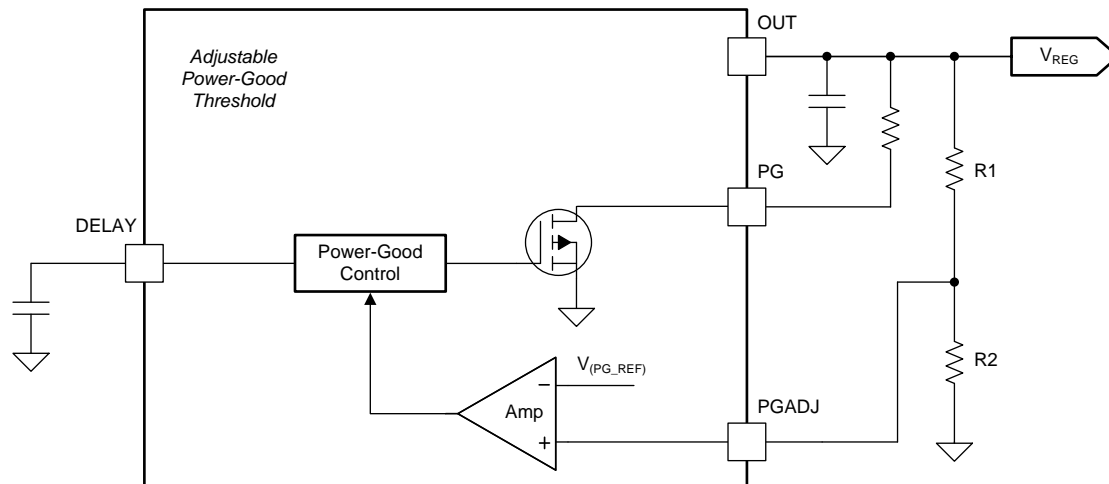 OUT
Adjustable
Power-Good
Threshold
V_REG
PG
R1
DELAY
Power-Good
Control
V_(PG_REF)
R2
Amp
−
+
PGADJ